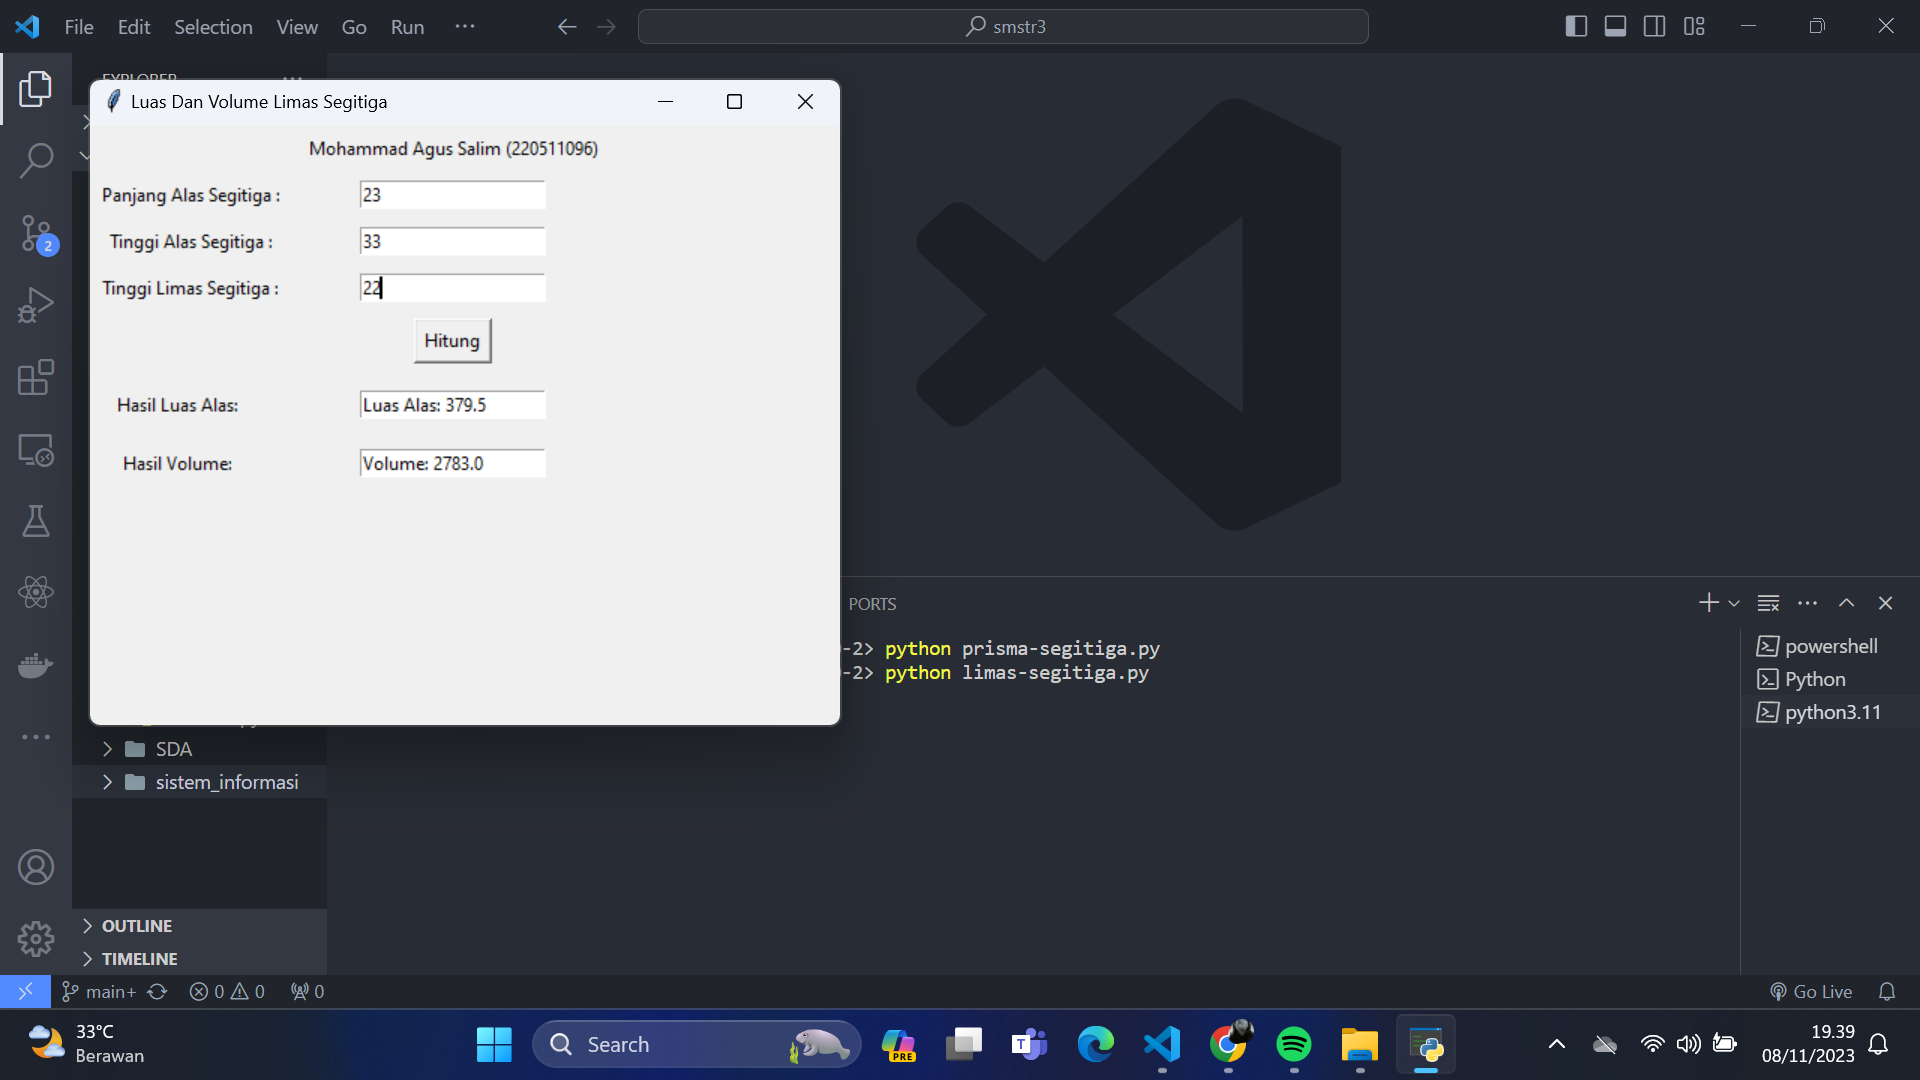 File Edit Selection View Go Run ...
smstr3
Luas Dan Volume Limas Segitiga
Mohammad Agus Salim (220511096)
Panjang Alas Segitiga : 23
Tinggi Alas Segitiga : 33
Tinggi Limas Segitiga : 22
Hitung
Hasil Luas Alas: Luas Alas: 379.5
Hasil Volume: Volume: 2783.0
2
PORTS
-2> python prisma-segitiga.py
-2> python limas-segitiga.py
powershell
Python
python3.11
SDA
sistem_informasi
OUTLINE
TIMELINE
main+ 0 0 0
Go Live
33°C
Berawan
Search
PRE
19.39
08/11/2023